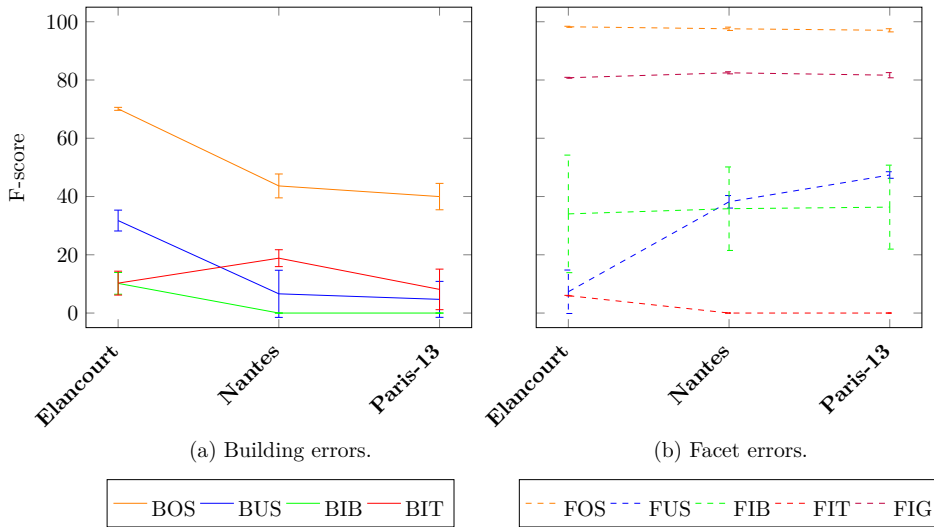 100
80
60
40
20
0
F-score
Elancourt
Nantes
Paris-13
Elancourt
Nantes
Paris-13
(a) Building errors.
(b) Facet errors.
BOS BUS BIB BIT
FOS FUS FIB FIT FIG